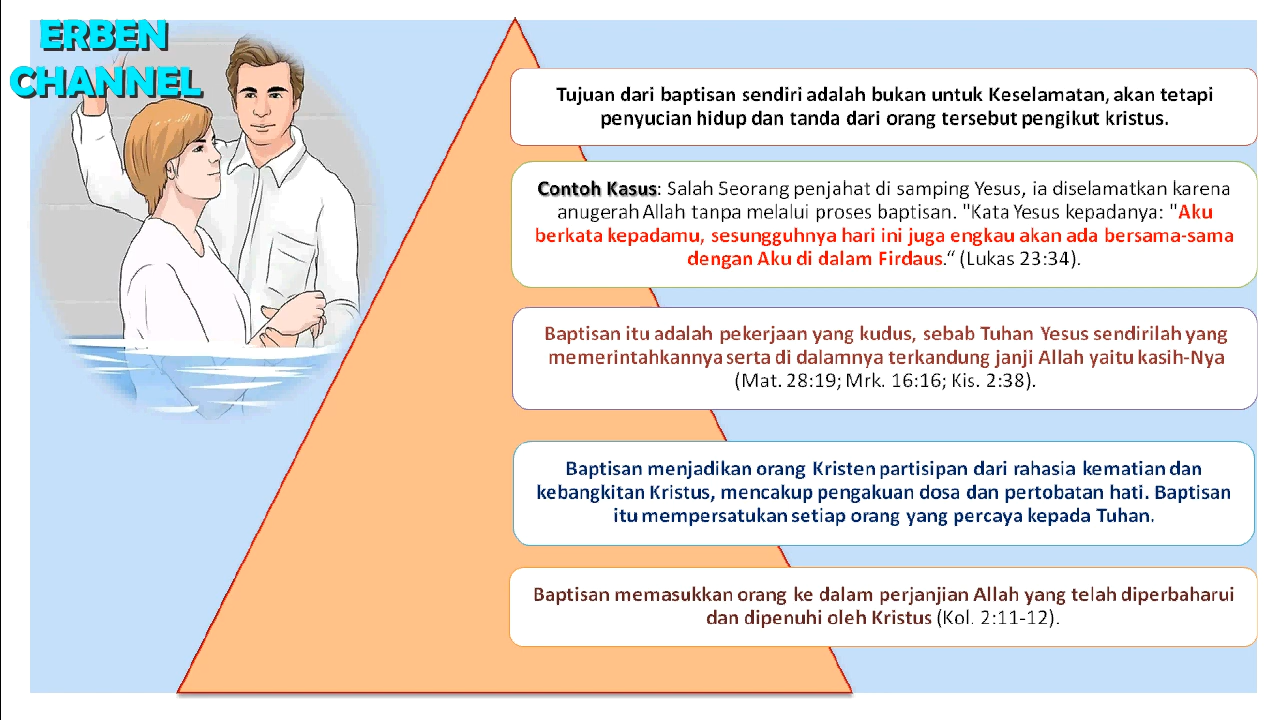 ERBEN
CHANNEL
Tujuan dari baptisan sendiri adalah bukan untuk Keselamatan, akan tetapi
penyucian hidup dan tanda dari orang tersebut pengikut kristus.
Contoh Kasus: Salah Seorang penjahat di samping Yesus, ia diselamatkan karena
anugerah Allah tanpa melalui proses baptisan. "Kata Yesus kepadanya: "Aku
berkata kepadamu, sesungguhnya hari ini juga engkau akan ada bersama-sama
dengan Aku di dalam Firdaus.“ (Lukas 23:34).
Baptisan itu adalah pekerjaan yang kudus, sebab Tuhan Yesus sendirilah yang
memerintahkannya serta di dalamnya terkandung janji Allah yaitu kasih-Nya
(Mat. 28:19; Mrk. 16:16; Kis. 2:38).
Baptisan menjadikan orang Kristen partisipan dari rahasia kematian dan
kebangkitan Kristus, mencakup pengakuan dosa dan pertobatan hati. Baptisan
itu mempersatukan setiap orang yang percaya kepada Tuhan.
Baptisan memasukkan orang ke dalam perjanjian Allah yang telah diperbaharui
dan dipenuhi oleh Kristus (Kol. 2:11-12).